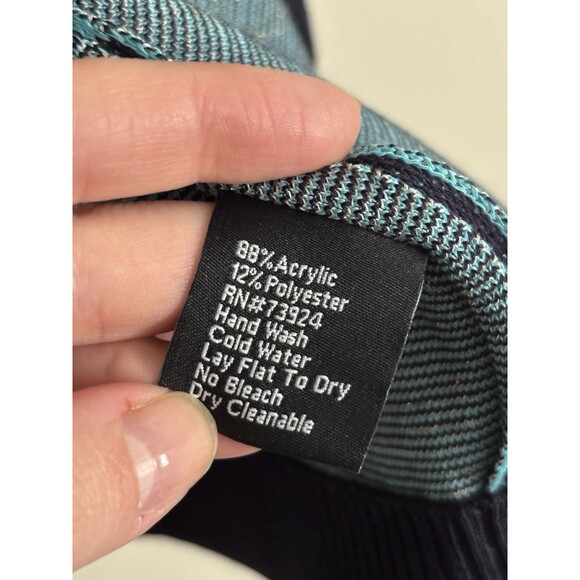 88% Acrylic
12% Polyester
RN#73924
Hand Wash
Cold Water
Lay Flat To Dry
No Bleach
Dry Cleanable